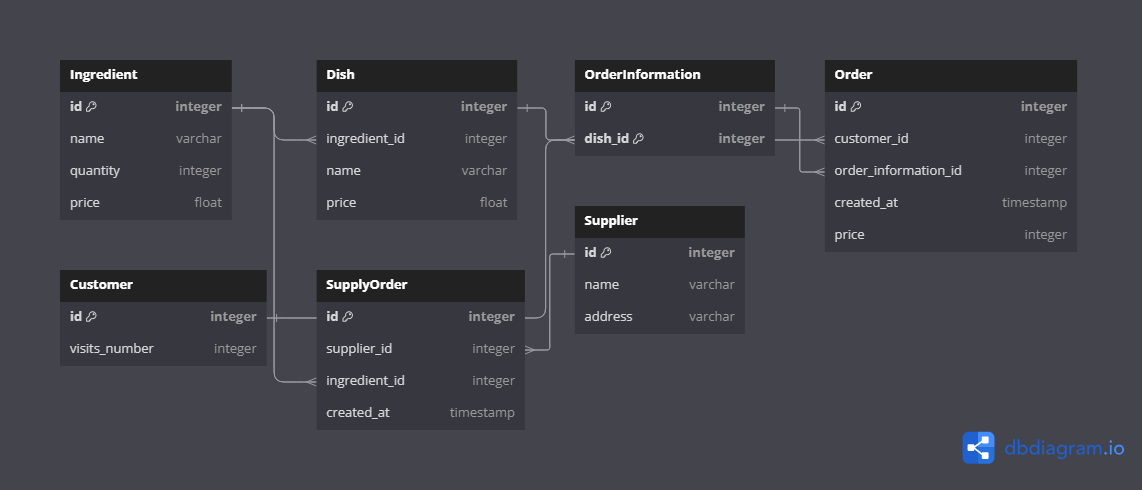 Ingredient
id integer
name varchar
quantity integer
price float
Dish
id integer
ingredient_id integer
name varchar
price float
OrderInformation
id integer
dish_id integer
Order
id integer
customer_id integer
order_information_id integer
created_at timestamp
price integer
Supplier
id integer
name varchar
address varchar
Customer
id integer
visits_number integer
SupplyOrder
id integer
supplier_id integer
ingredient_id integer
created_at timestamp
dbdiagram.io